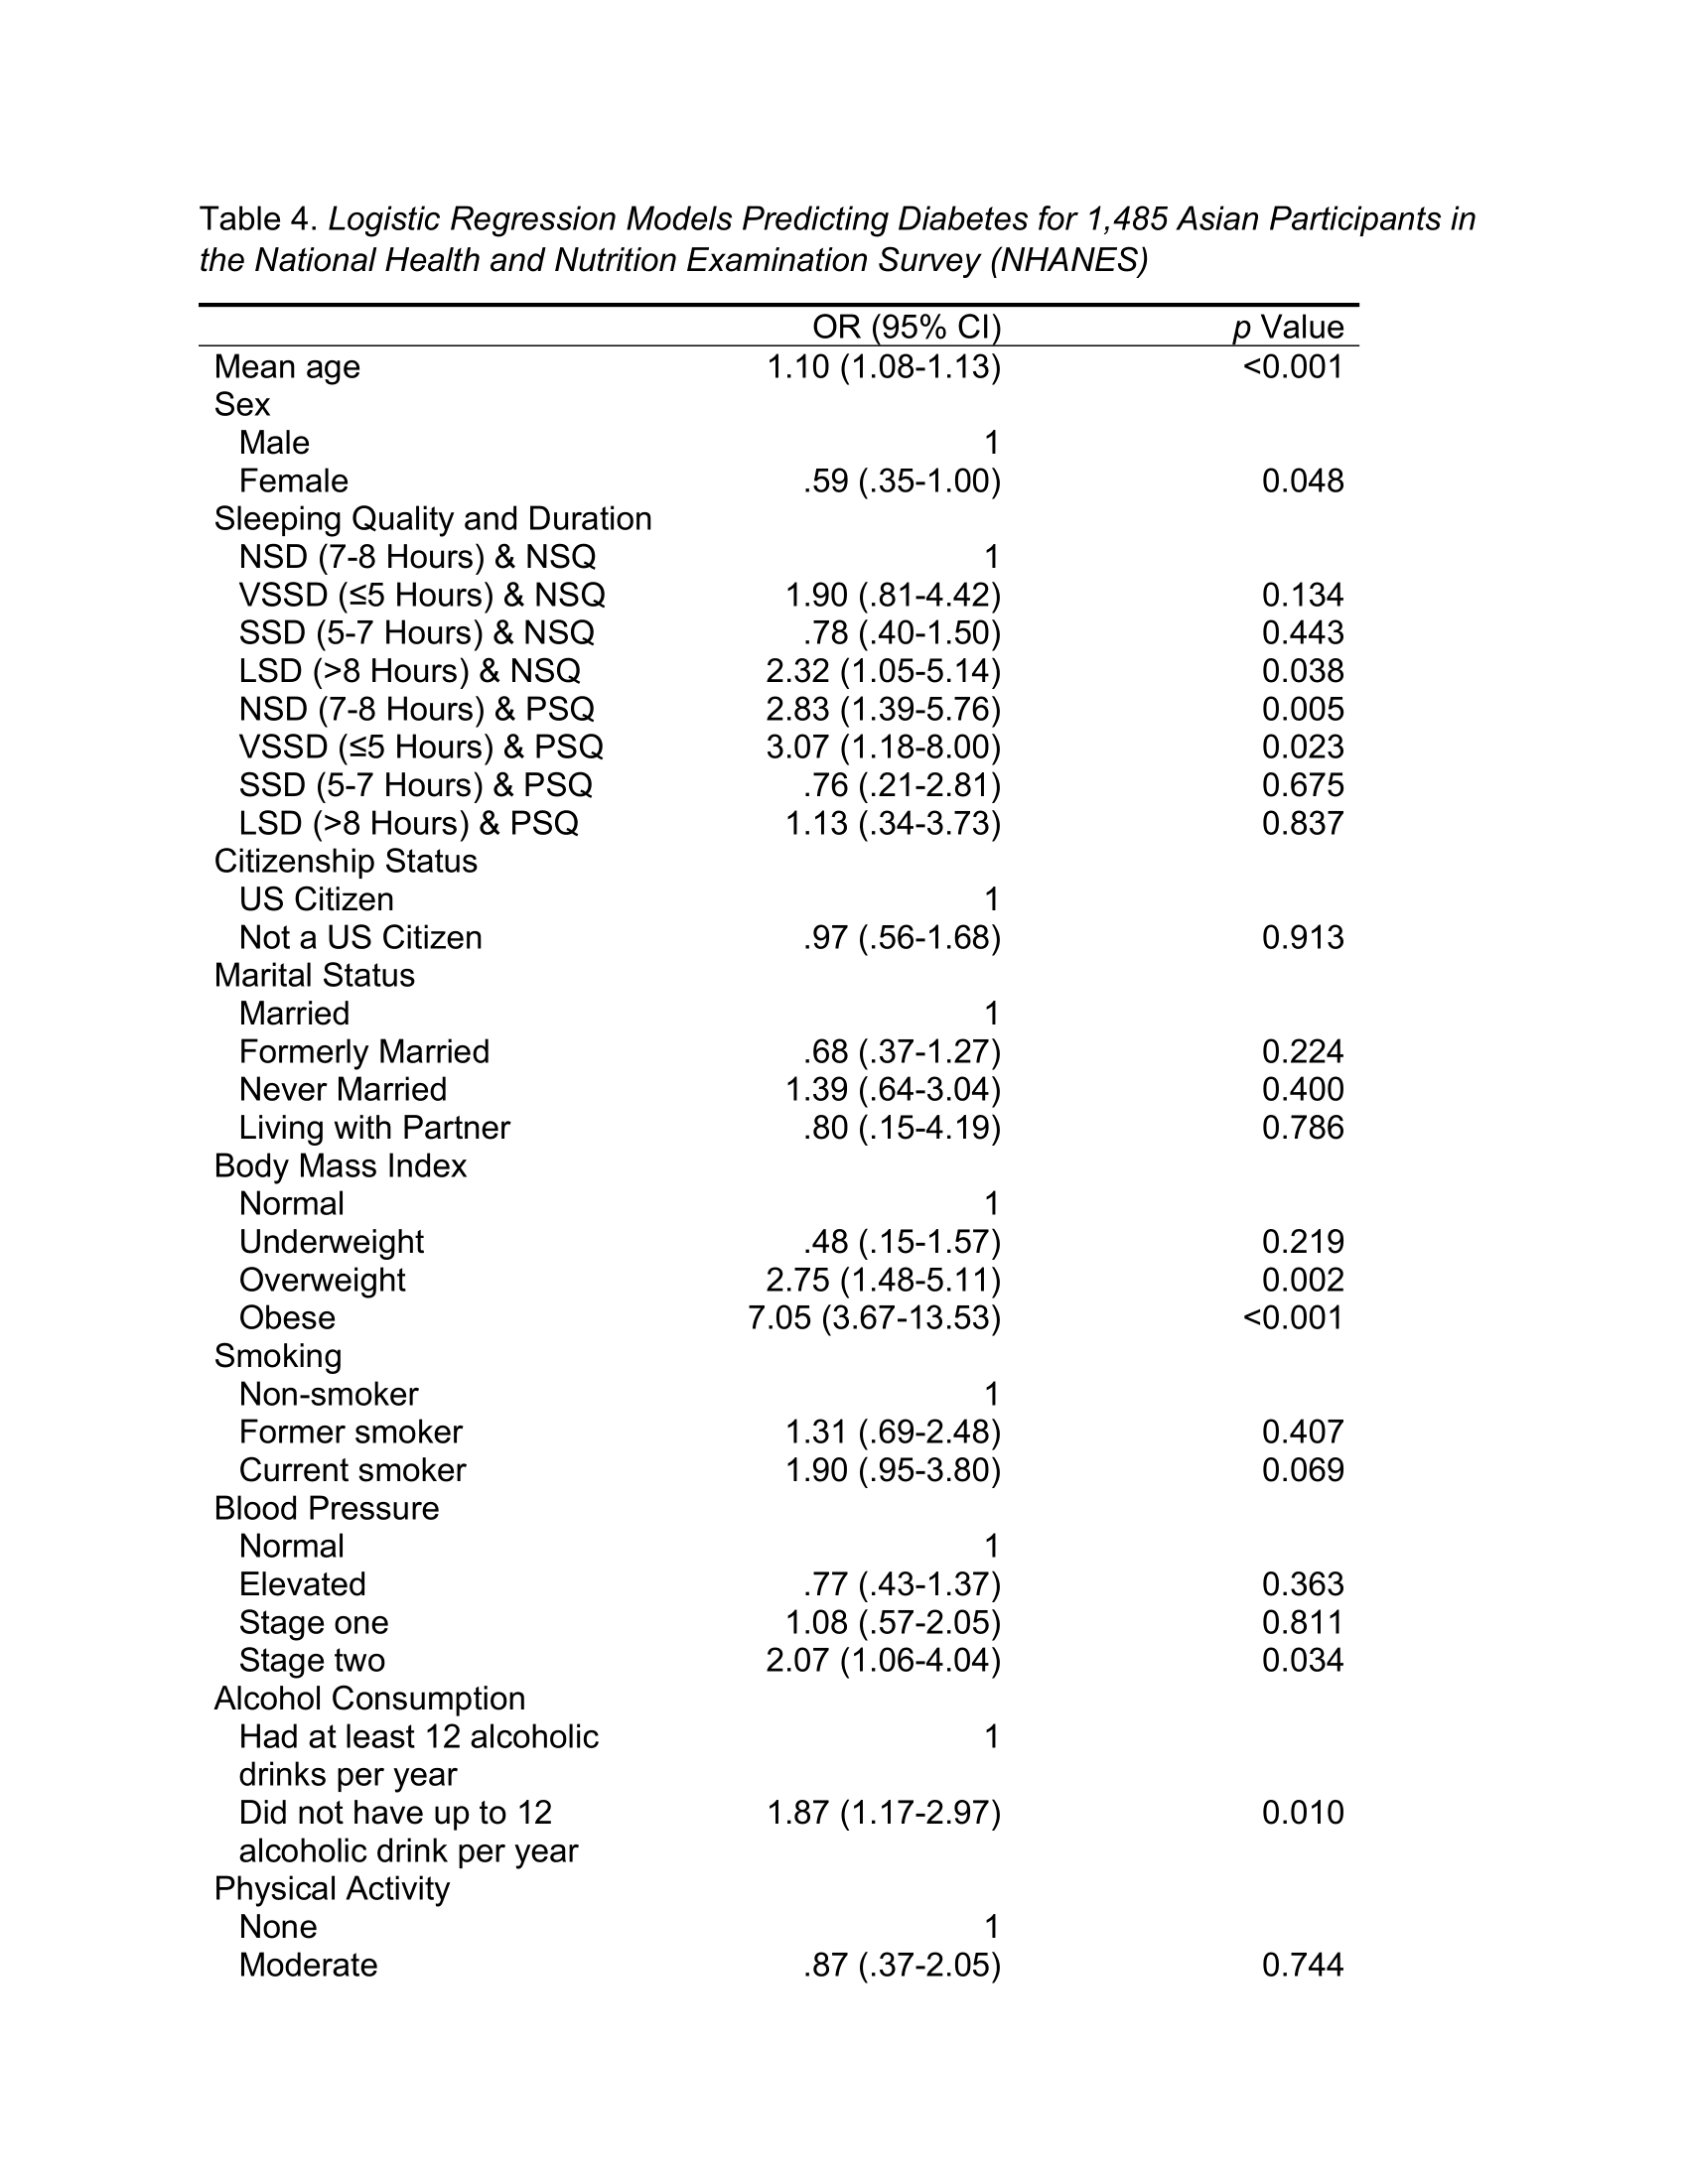 Table 4. Logistic Regression Models Predicting Diabetes for 1,485 Asian Participants in
the National Health and Nutrition Examination Survey (NHANES)
OR (95% CI) p Value
Mean age 1.10 (1.08-1.13) <0.001
Sex
Male 1
Female .59 (.35-1.00) 0.048
Sleeping Quality and Duration
NSD (7-8 Hours) & NSQ 1
VSSD (≤5 Hours) & NSQ 1.90 (.81-4.42) 0.134
SSD (5-7 Hours) & NSQ .78 (.40-1.50) 0.443
LSD (>8 Hours) & NSQ 2.32 (1.05-5.14) 0.038
NSD (7-8 Hours) & PSQ 2.83 (1.39-5.76) 0.005
VSSD (≤5 Hours) & PSQ 3.07 (1.18-8.00) 0.023
SSD (5-7 Hours) & PSQ .76 (.21-2.81) 0.675
LSD (>8 Hours) & PSQ 1.13 (.34-3.73) 0.837
Citizenship Status
US Citizen 1
Not a US Citizen .97 (.56-1.68) 0.913
Marital Status
Married 1
Formerly Married .68 (.37-1.27) 0.224
Never Married 1.39 (.64-3.04) 0.400
Living with Partner .80 (.15-4.19) 0.786
Body Mass Index
Normal 1
Underweight .48 (.15-1.57) 0.219
Overweight 2.75 (1.48-5.11) 0.002
Obese 7.05 (3.67-13.53) <0.001
Smoking
Non-smoker 1
Former smoker 1.31 (.69-2.48) 0.407
Current smoker 1.90 (.95-3.80) 0.069
Blood Pressure
Normal 1
Elevated .77 (.43-1.37) 0.363
Stage one 1.08 (.57-2.05) 0.811
Stage two 2.07 (1.06-4.04) 0.034
Alcohol Consumption
Had at least 12 alcoholic 1
drinks per year
Did not have up to 12 1.87 (1.17-2.97) 0.010
alcoholic drink per year
Physical Activity
None 1
Moderate .87 (.37-2.05) 0.744